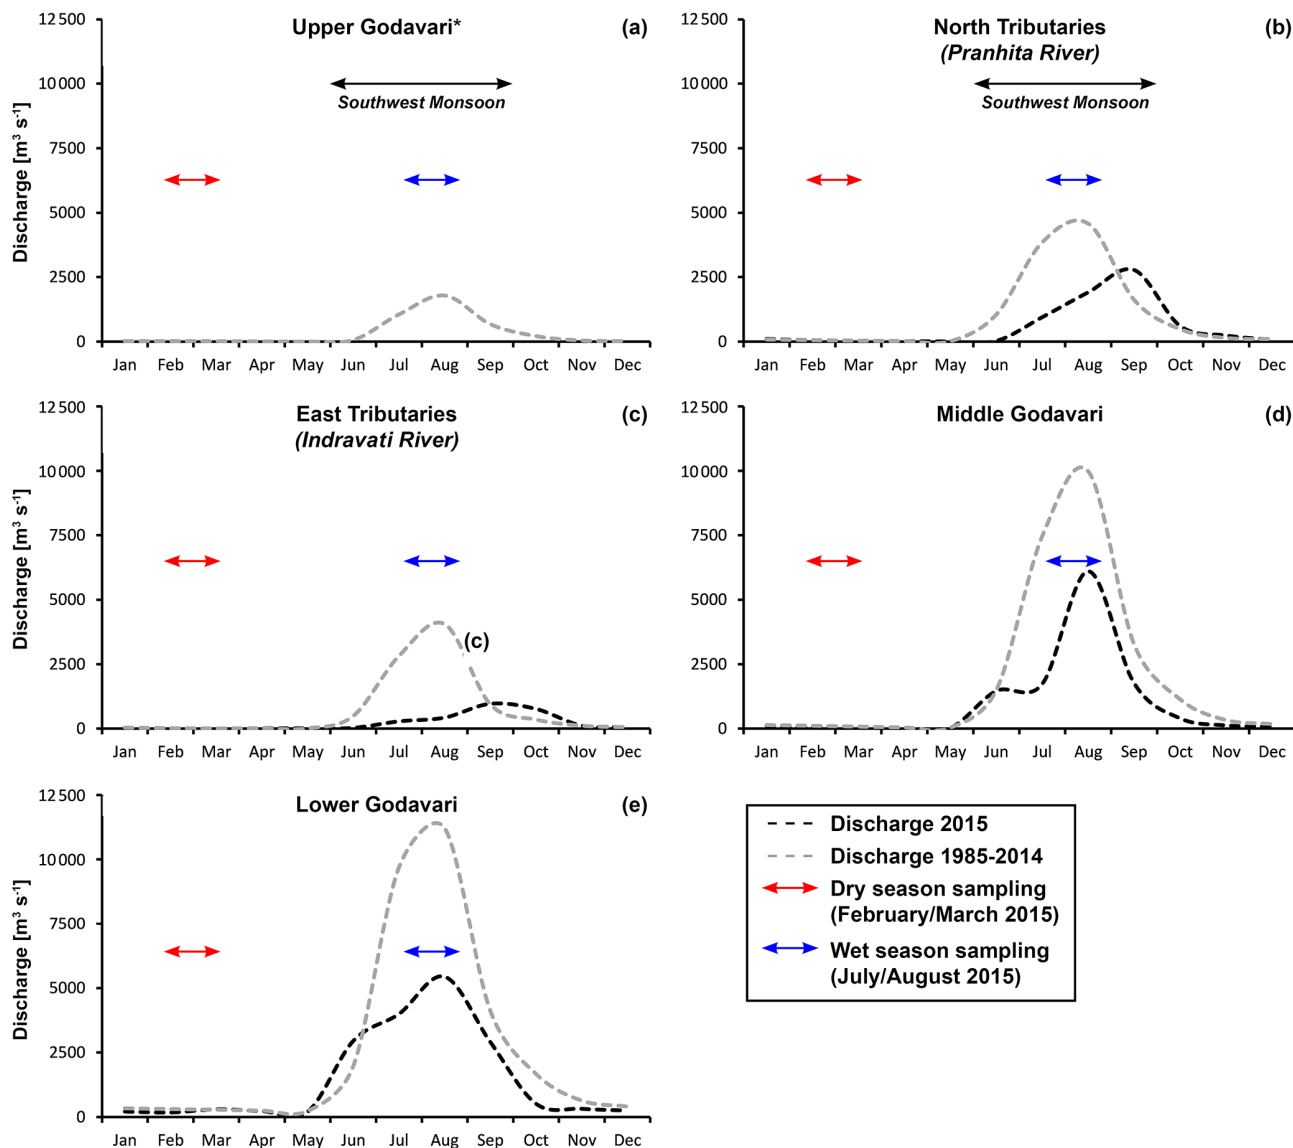 Upper Godavari*
(a)
Southwest Monsoon
Discharge [m³ s⁻¹]
12 500
10 000
7500
5000
2500
0
Jan Feb Mar Apr May Jun Jul Aug Sep Oct Nov Dec
North Tributaries
(Pranhita River)
(b)
Southwest Monsoon
12 500
10 000
7500
5000
2500
0
Jan Feb Mar Apr May Jun Jul Aug Sep Oct Nov Dec
East Tributaries
(Indravati River)
(c)
(c)
Discharge [m³ s⁻¹]
12 500
10 000
7500
5000
2500
0
Jan Feb Mar Apr May Jun Jul Aug Sep Oct Nov Dec
Middle Godavari
(d)
12 500
10 000
7500
5000
2500
0
Jan Feb Mar Apr May Jun Jul Aug Sep Oct Nov Dec
Lower Godavari
(e)
Discharge [m³ s⁻¹]
12 500
10 000
7500
5000
2500
0
Jan Feb Mar Apr May Jun Jul Aug Sep Oct Nov Dec
Discharge 2015
Discharge 1985-2014
Dry season sampling
(February/March 2015)
Wet season sampling
(July/August 2015)